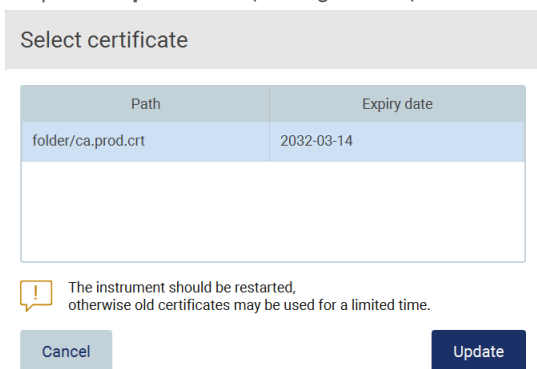 Select certificate
Path Expiry date
folder/ca.prod.crt 2032-03-14
The instrument should be restarted,
otherwise old certificates may be used for a limited time.
Cancel Update